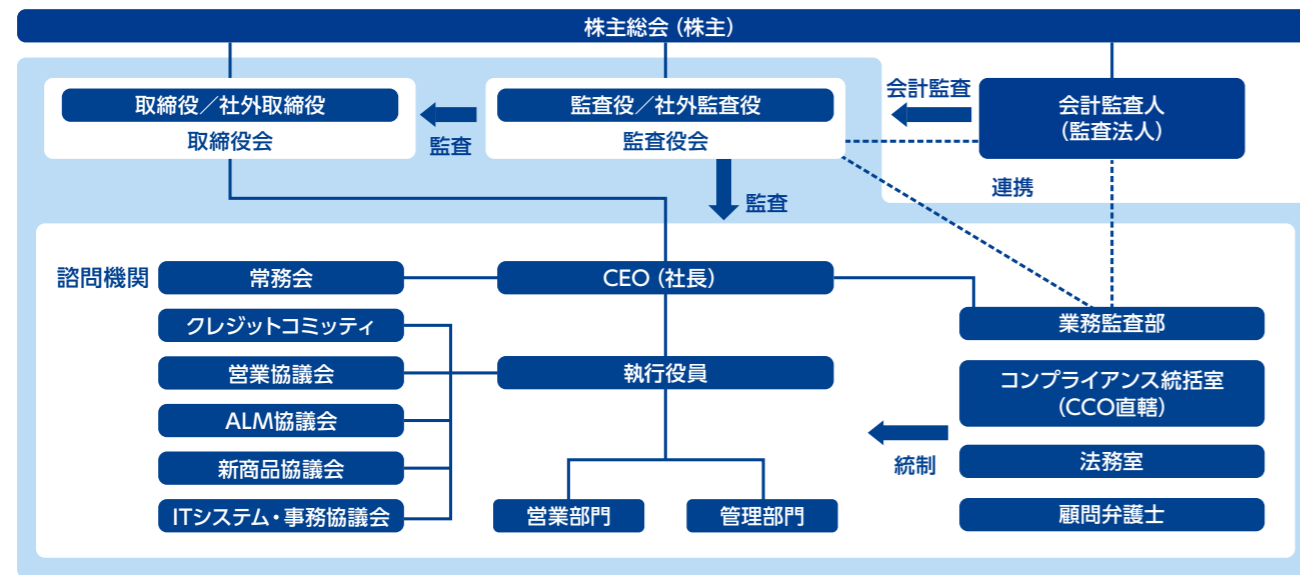 株主総会（株主）
取締役／社外取締役
取締役会
監査
監査役／社外監査役
監査役会
会計監査
会計監査人
（監査法人）
連携
監査
諮問機関
常務会
CEO（社長）
クレジットコミッティ
業務監査部
営業協議会
執行役員
コンプライアンス統括室
（CCO直轄）
ALM協議会
統制
新商品協議会
法務室
ITシステム・事務協議会
営業部門
管理部門
顧問弁護士